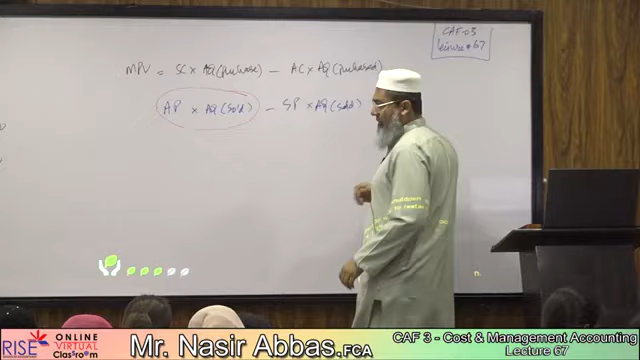 CAF-03
Lecture # 67
MPV = SC x AQ (purchase) - AC x AQ (purchased)
AP x AQ (sold) - SP x AQ (sold)
n.
RISE
ONLINE
VIRTUAL
Classroom
Mr. Nasir Abbas.FCA
CAF 3 - Cost & Management Accounting
Lecture 67